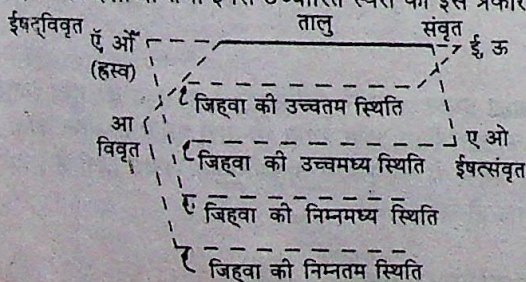 ईषद्विवृत ऍ ऑ तालु संवृत ई, ऊ
(ह्रस्व)
जिह्वा की उच्चतम स्थिति
आ
विवृत
ए ओ
जिह्वा की उच्चमध्य स्थिति ईषत्संवृत
जिह्वा की निम्नमध्य स्थिति
जिह्वा की निम्नतम स्थिति